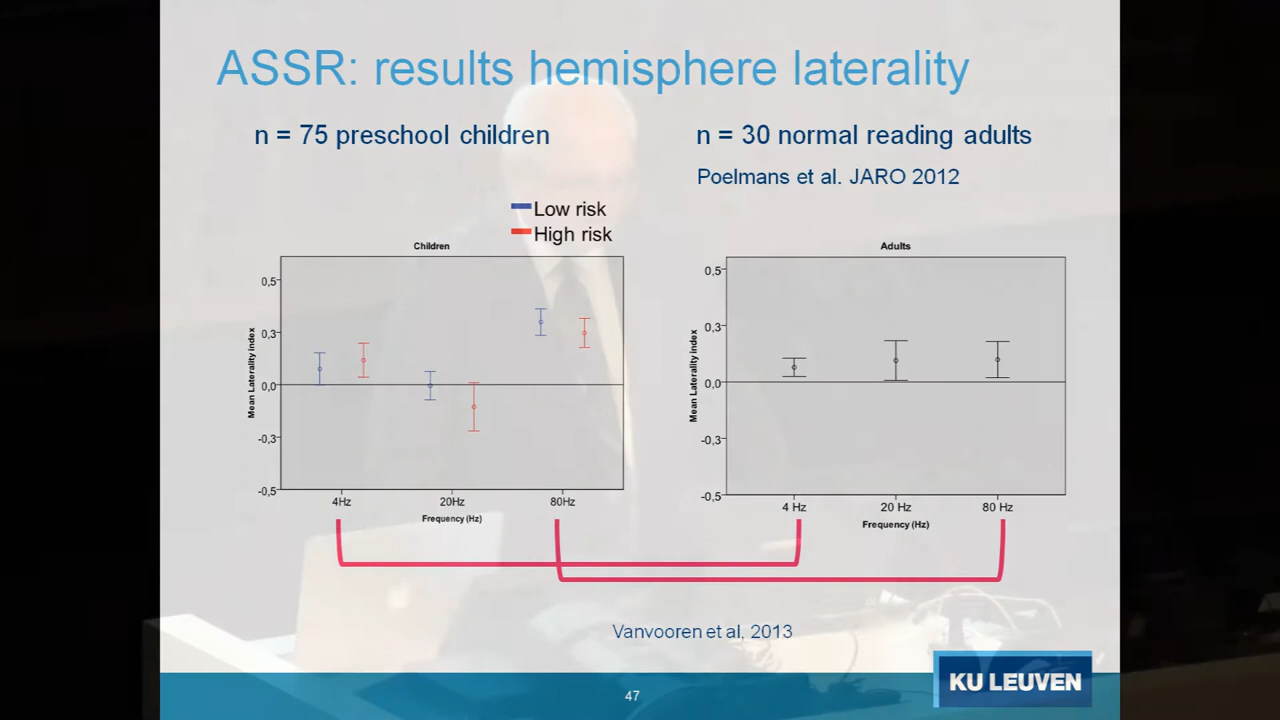 ASSR: results hemisphere laterality
n = 75 preschool children
n = 30 normal reading adults
Poelmans et al. JARO 2012
Low risk
High risk
Children
0,5
0,3
0,0
-0,3
-0,5
Mean Laterality index
4Hz
20Hz
80Hz
Frequency (Hz)
Adults
0,5
0,3
0,0
-0,3
-0,5
Mean Laterality index
4 Hz
20 Hz
80 Hz
Frequency (Hz)
Vanvooren et al, 2013
47
KU LEUVEN